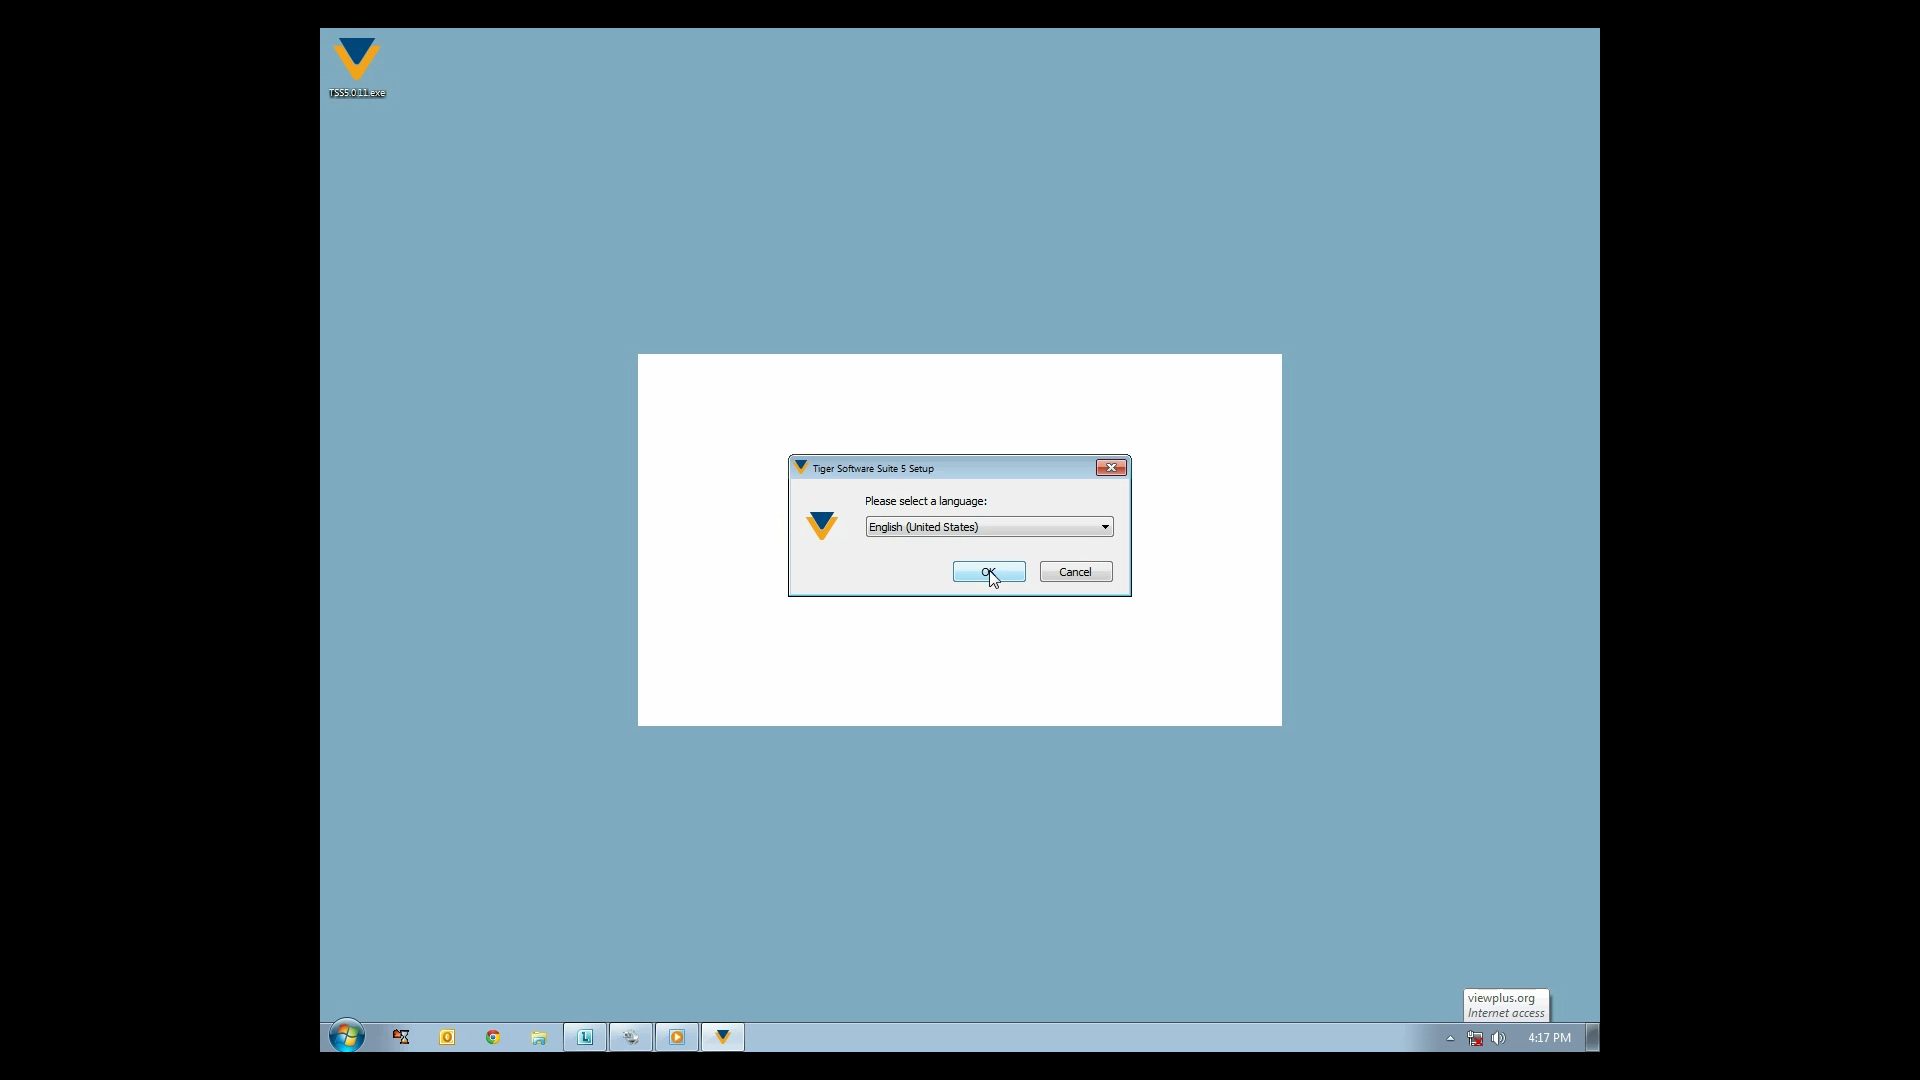 TSS5.0.11.exe
Tiger Software Suite 5 Setup
Please select a language:
English (United States)
OK
Cancel
viewplus.org
Internet access
4:17 PM